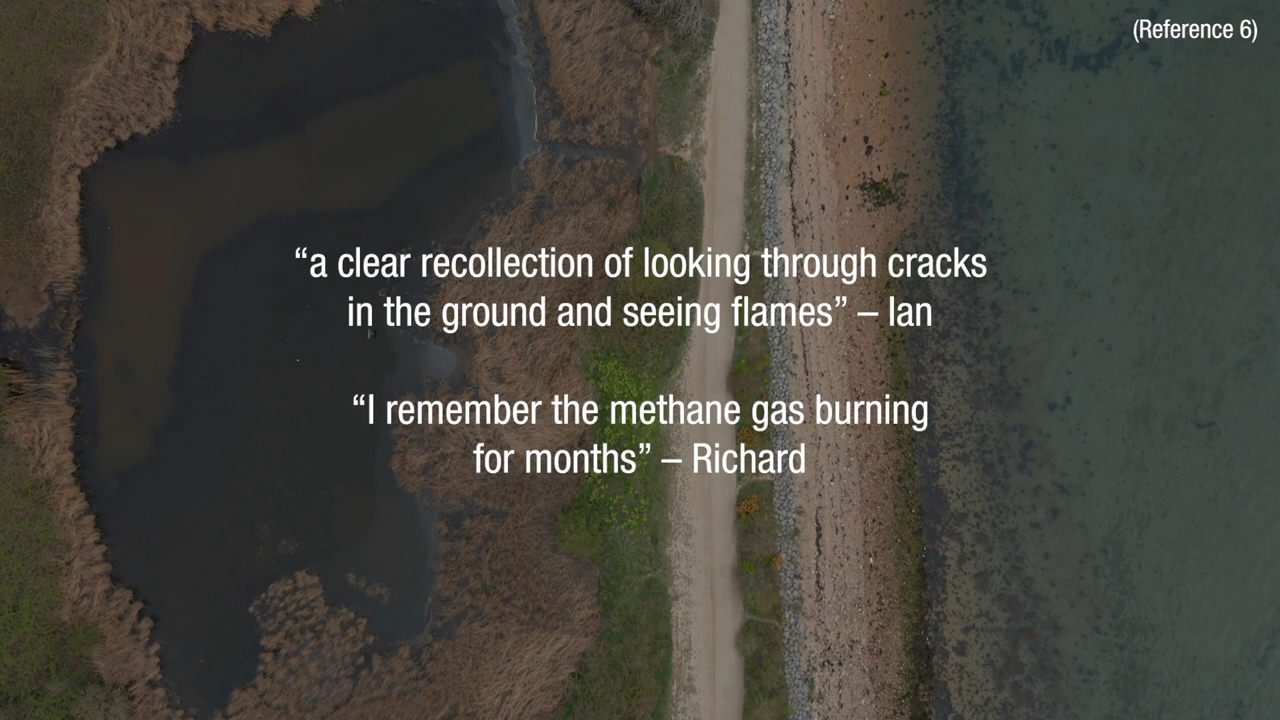 (Reference 6)
“a clear recollection of looking through cracks
in the ground and seeing flames” – Ian
“I remember the methane gas burning
for months” – Richard